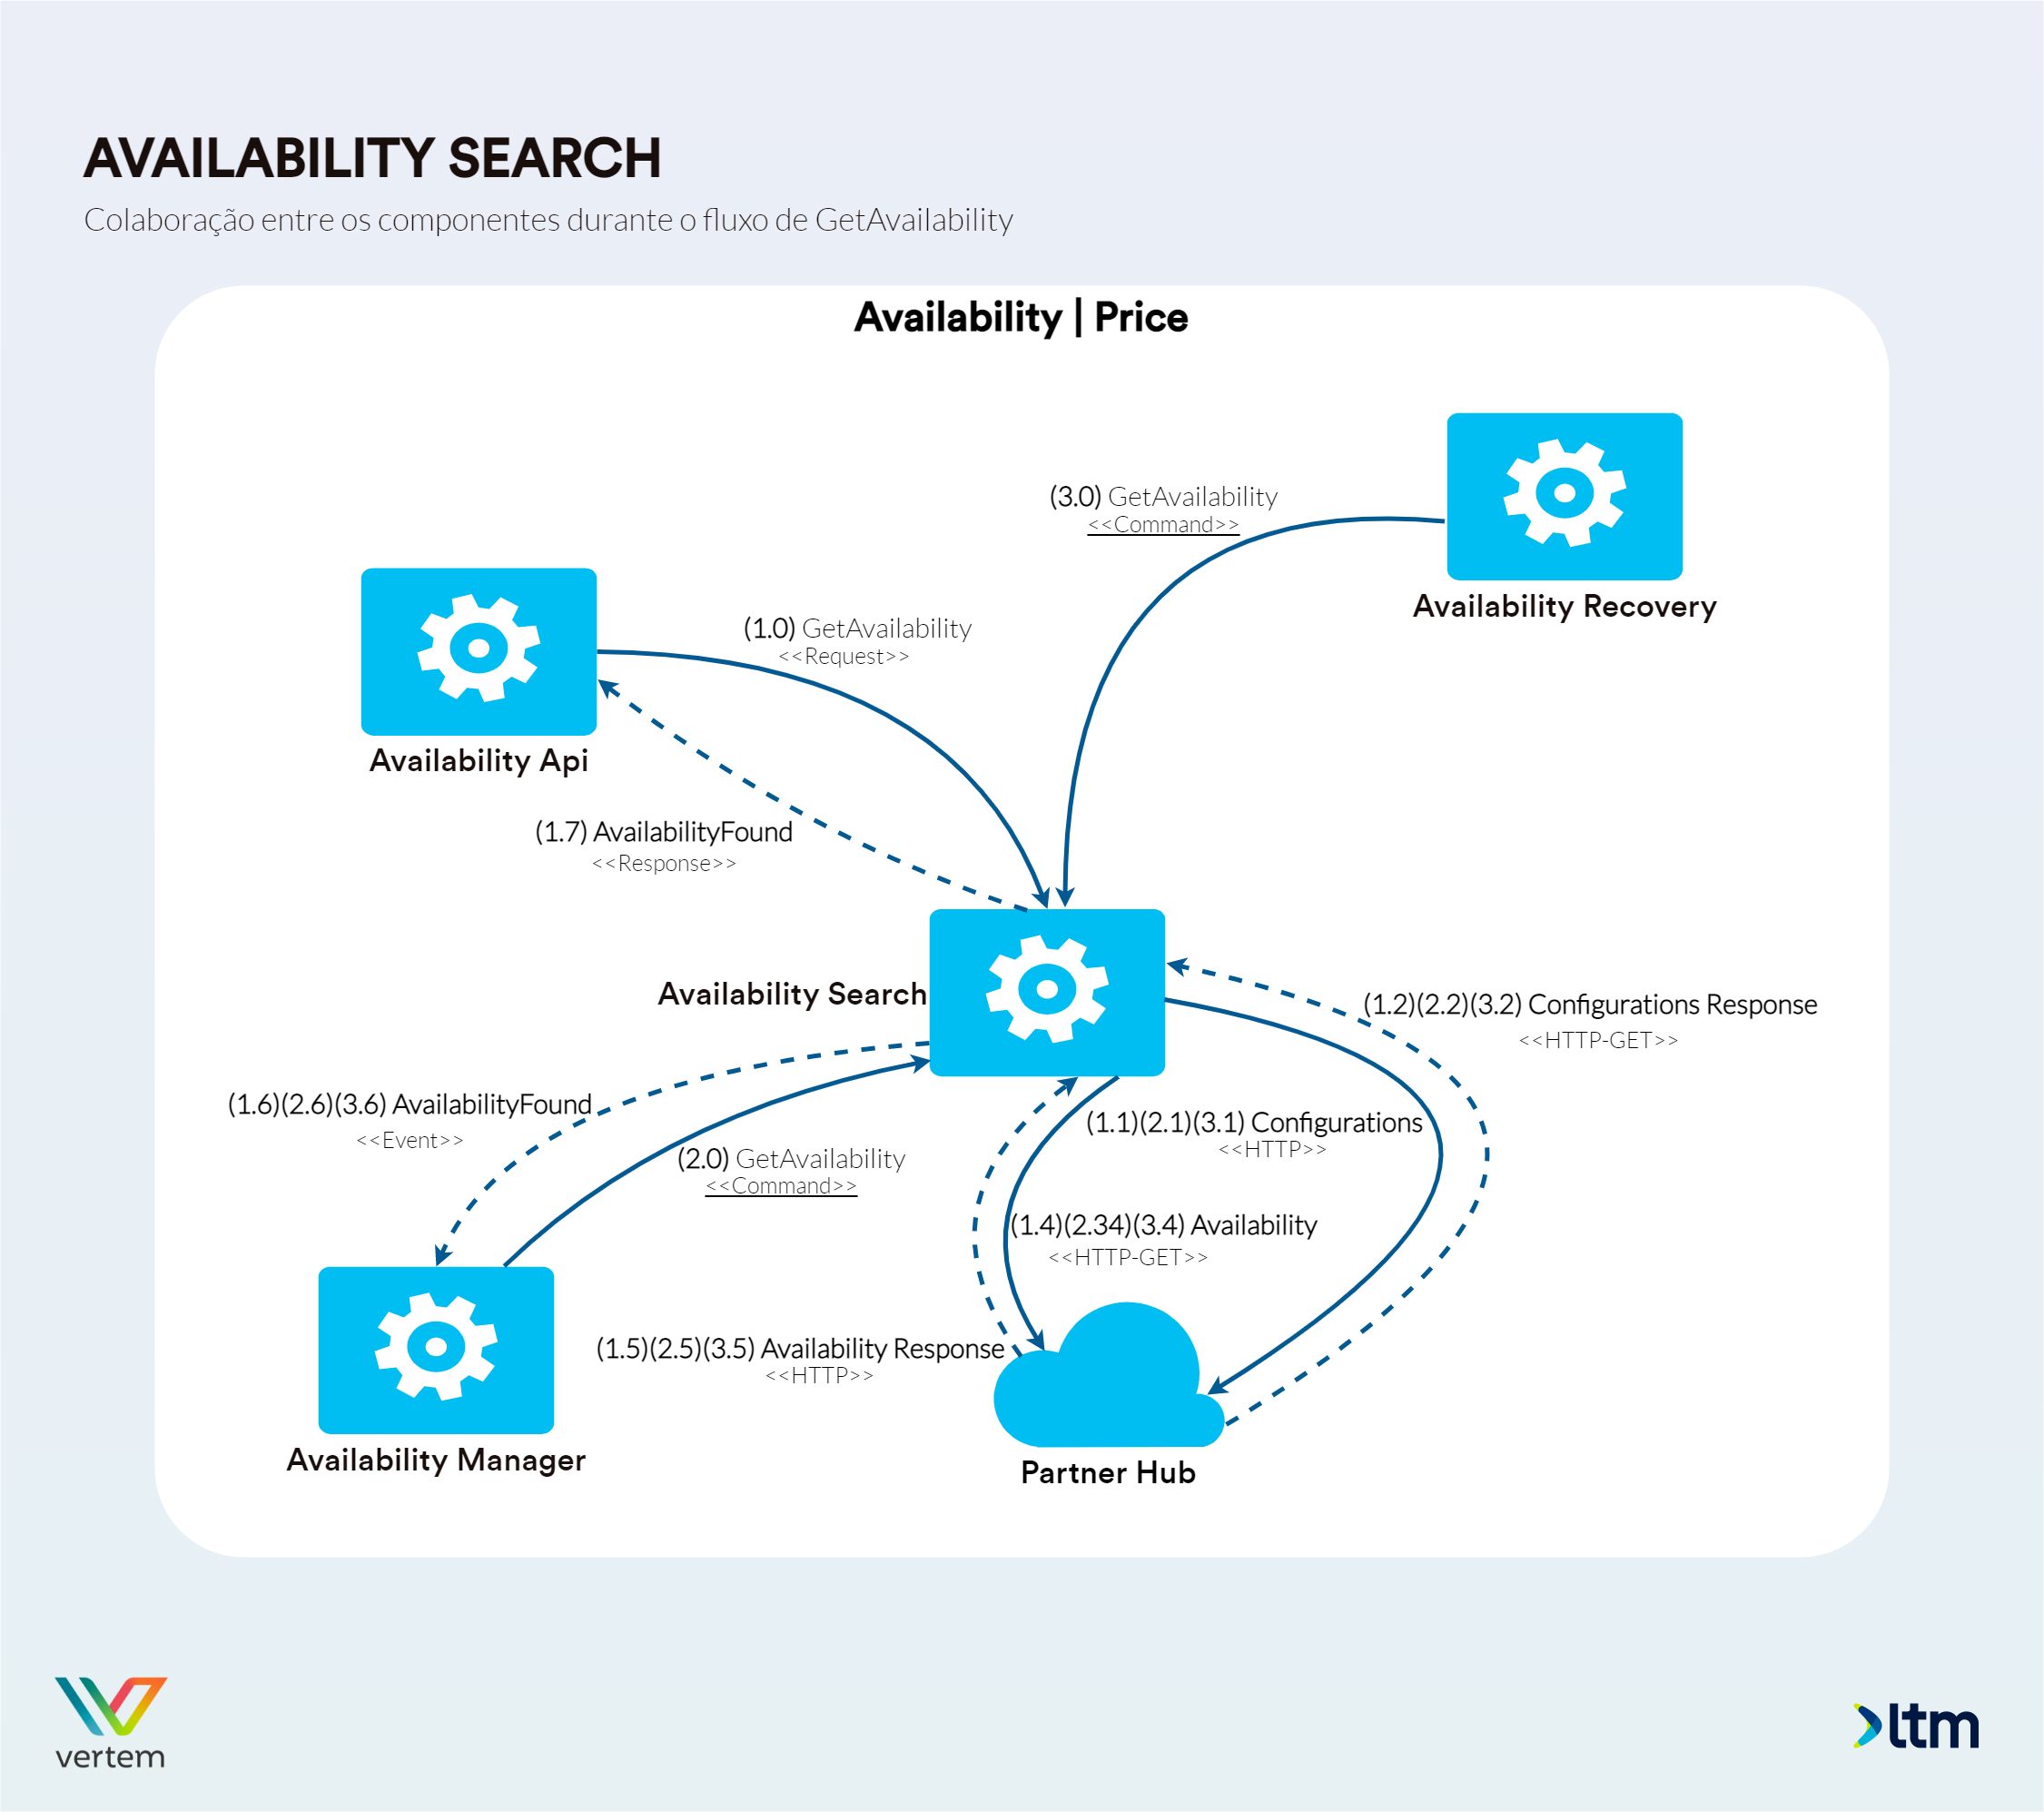 AVAILABILITY SEARCH
Colaboração entre os componentes durante o fluxo de GetAvailability
Availability | Price
(3.0) GetAvailability
<<Command>>
Availability Recovery
(1.0) GetAvailability
<<Request>>
Availability Api
(1.7) AvailabilityFound
<<Response>>
Availability Search
(1.2)(2.2)(3.2) Configurations Response
<<HTTP-GET>>
(1.6)(2.6)(3.6) AvailabilityFound
<<Event>>
(1.1)(2.1)(3.1) Configurations
<<HTTP>>
(2.0) GetAvailability
<<Command>>
(1.4)(2.34)(3.4) Availability
<<HTTP-GET>>
(1.5)(2.5)(3.5) Availability Response
<<HTTP>>
Availability Manager
Partner Hub
vertem
ltm